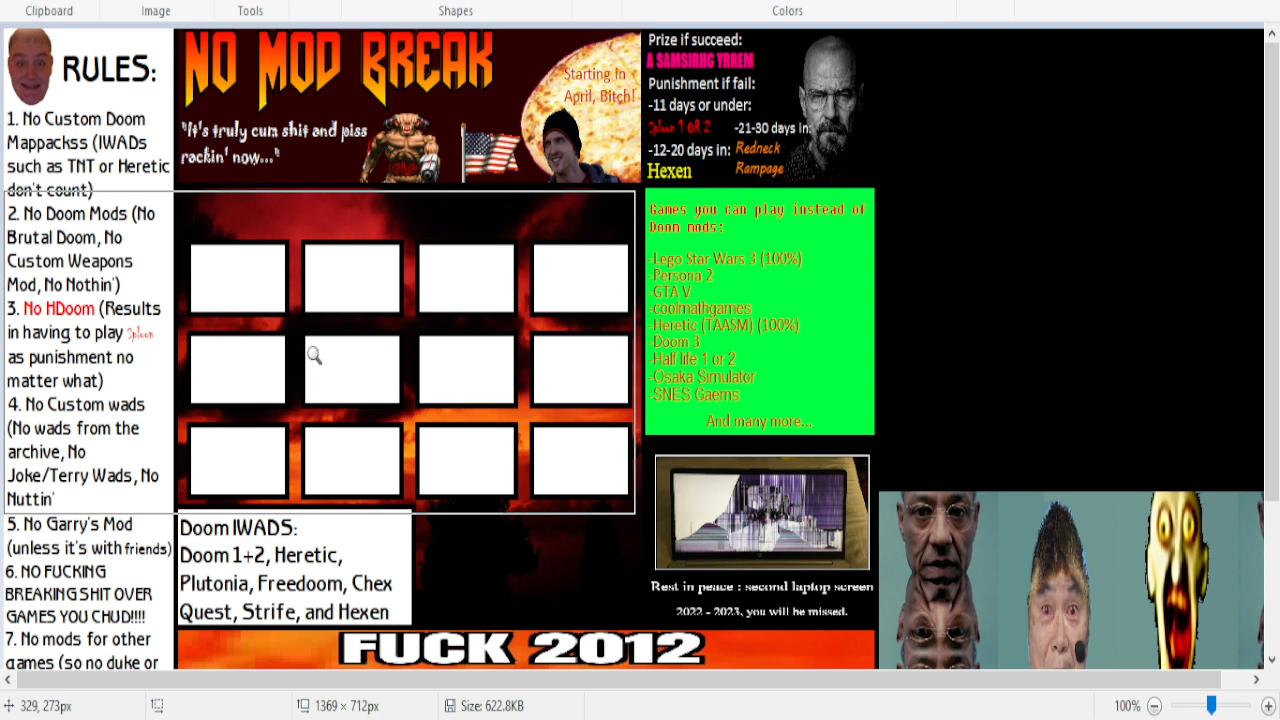 Clipboard
Image
Tools
Shapes
Colors
RULES:
1. No Custom Doom
Mappackss (IWADs
such as TNT or Heretic
don't count)
2. No Doom Mods (No
Brutal Doom, No
Custom Weapons
Mod, No Nothin')
3. No HDoom (Results
in having to play Sploon
as punishment no
matter what)
4. No Custom wads
(No wads from the
archive, No
Joke/Terry Wads, No
Nuttin'
5. No Garry's Mod
(unless it's with friends)
6. NO FUCKING
BREAKING SHIT OVER
GAMES YOU CHUD!!!!
7. No mods for other
games (so no duke or
NO MOD BREAK
"It's truly cum shit and piss
rockin' now..."
Starting in
April, Bitch!
Prize if succeed:
A SAMSIRHG YRREM
Punishment if fail:
-11 days or under:
Sploon 1 OR 2
-12-20 days in:
Hexen
-21-30 days in:
Redneck
Rampage
Games you can play instead of
Doom mods:
-Lego Star Wars 3 (100%)
-Persona 2
-GTA V
-coolmathgames
-Heretic (TAASM) (100%)
-Doom 3
-Half life 1 or 2
-Osaka Simulator
-SNES Gaems
And many more...
Rest in peace : second laptop screen
2022 - 2023, you will be missed.
Doom IWADS:
Doom 1+2, Heretic,
Plutonia, Freedoom, Chex
Quest, Strife, and Hexen
FUCK 2012
329, 273px
1369 × 712px
Size: 622.8KB
100%